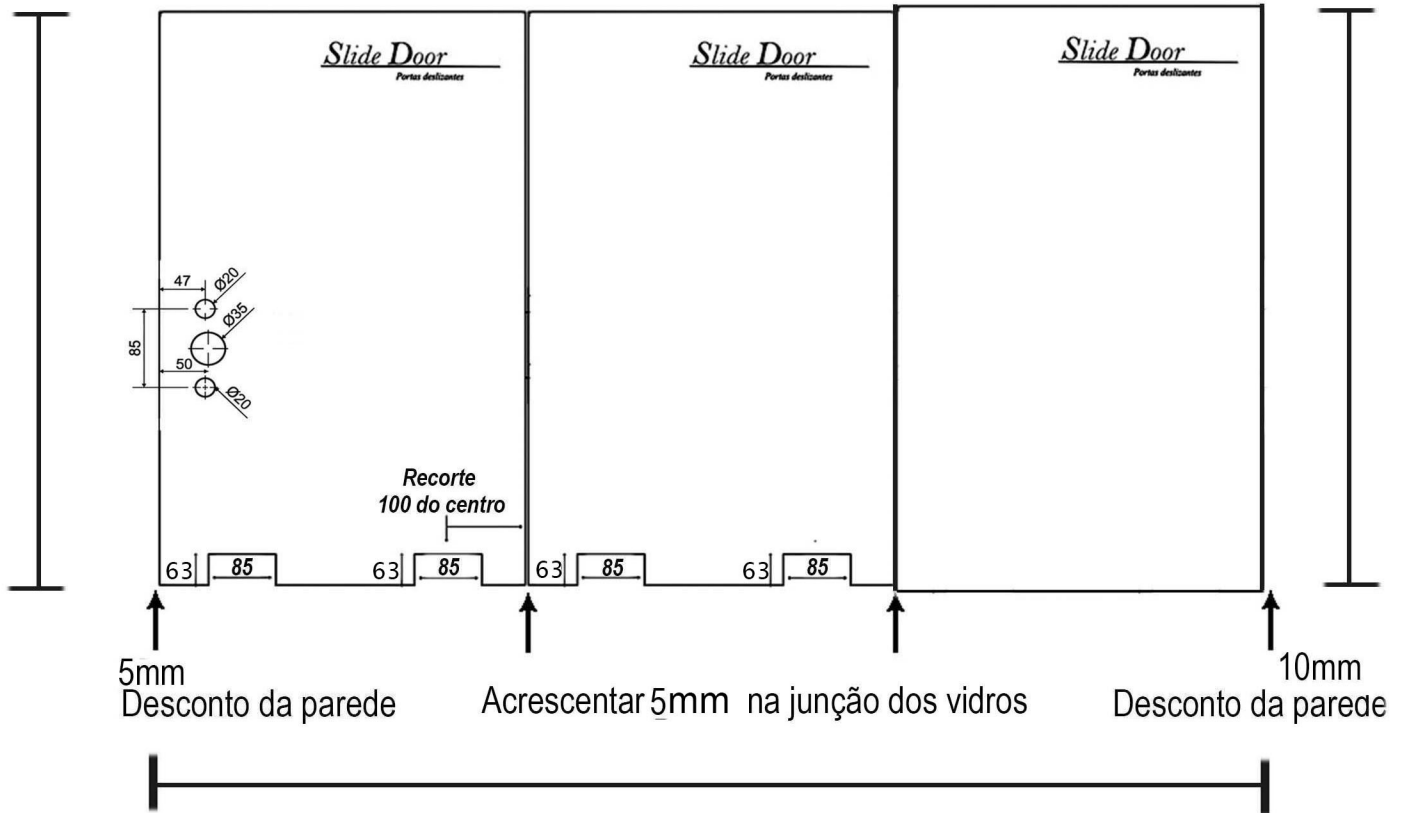 Slide Door
Portas deslizantes
Slide Door
Portas deslizantes
Slide Door
Portas deslizantes
47
Ø20
Ø35
85
50
Ø20
Recorte
100 do centro
63 85 63 85 63 85 63 85
5mm
Desconto da parede
Acrescentar 5mm na junção dos vidros
10mm
Desconto da parede